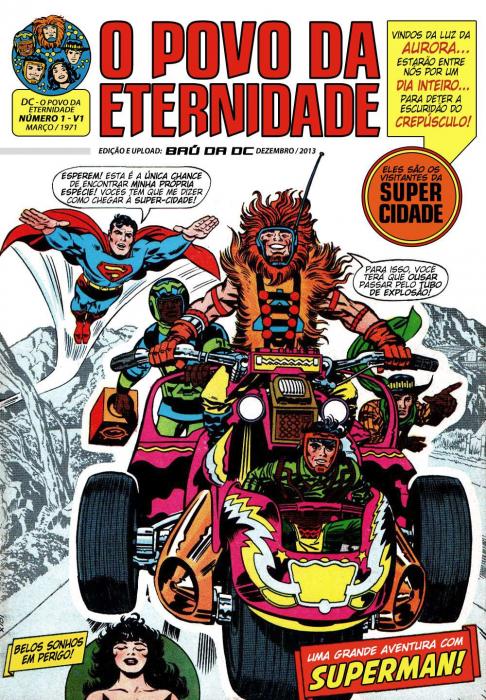 O POVO DA
ETERNIDADE
DC - O POVO DA
ETERNIDADE
NÚMERO 1 - V1
MARÇO / 1971
EDIÇÃO E UPLOAD: BAÚ DA DC DEZEMBRO / 2013
VINDOS DA LUZ DA
AURORA...
ESTARÃO ENTRE
NÓS POR UM
DIA INTEIRO...
PARA DETER A
ESCURIDÃO DO
CREPÚSCULO!
ELES SÃO OS
VISITANTES DA
SUPER
CIDADE
ESPEREM! ESTA É A ÚNICA CHANCE
DE ENCONTRAR MINHA PRÓPRIA
ESPÉCIE! VOCÊS TÊM QUE ME DIZER
COMO CHEGAR À SUPER-CIDADE!
PARA ISSO, VOCÊ
TERÁ QUE OUSAR
PASSAR PELO TUBO
DE EXPLOSÃO!
BELOS SONHOS
EM PERIGO!
UMA GRANDE AVENTURA COM
SUPERMAN!